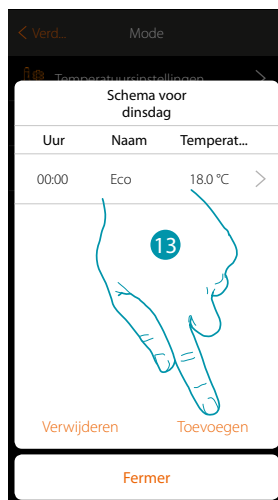 < Verd... Mode
Temperatuursinstellingen
Schema voor
dinsdag
Uur Naam Temperat...
00:00 Eco 18.0 °C
13
Verwijderen Toevoegen
Fermer